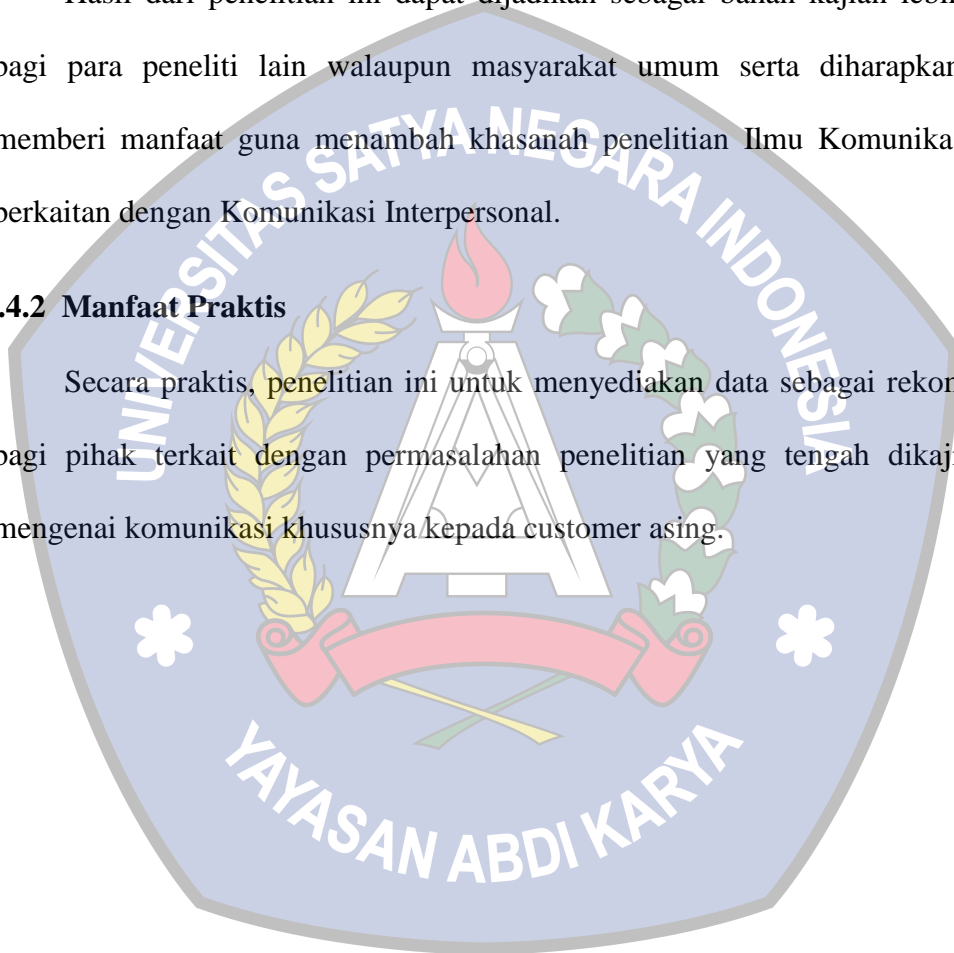 Hasil dari penelitian ini dapat dijadikan sebagai bahan kajian lebih
bagi para peneliti lain walaupun masyarakat umum serta diharapkan
memberi manfaat guna menambah khasanah penelitian Ilmu Komunika
berkaitan dengan Komunikasi Interpersonal.
.4.2 Manfaat Praktis
Secara praktis, penelitian ini untuk menyediakan data sebagai rekom
bagi pihak terkait dengan permasalahan penelitian yang tengah dikaji
mengenai komunikasi khususnya kepada customer asing.
UNIVERSITAS SATYA NEGARA INDONESIA
YAYASAN ABDI KARYA